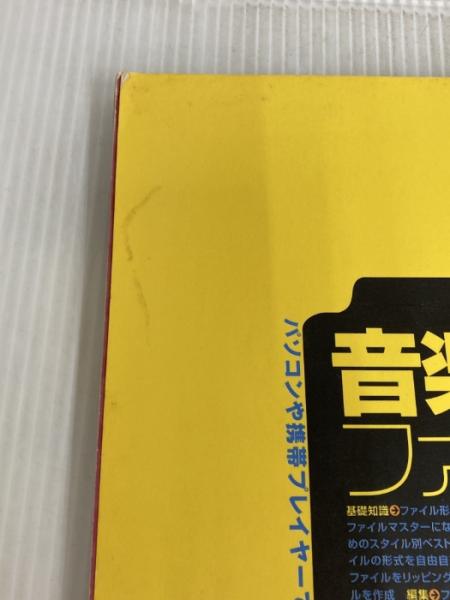 パソコンや携帯プレイヤーで
音楽
ファ
基礎知識➔ファイル形
ファイルマスターにな
めのスタイル別ベスト
イルの形式を自由自
ファイルをリッピング
ルを作成 編集➔フ